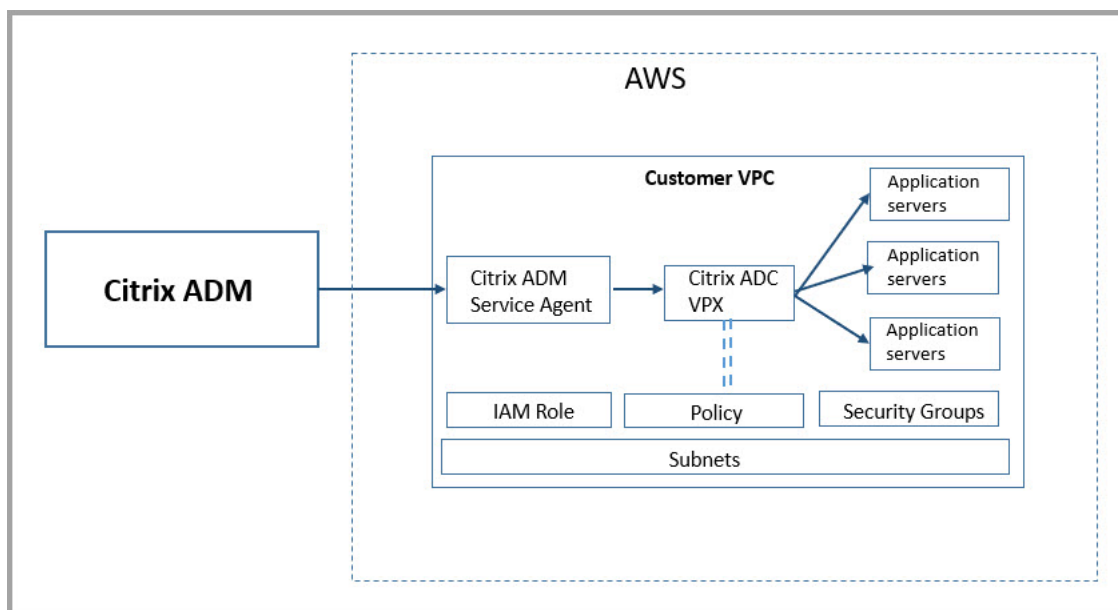 AWS
Customer VPC
Application
servers
Citrix ADM
Citrix ADM
Service Agent
Citrix ADC
VPX
Application
servers
Application
servers
IAM Role
Policy
Security Groups
Subnets